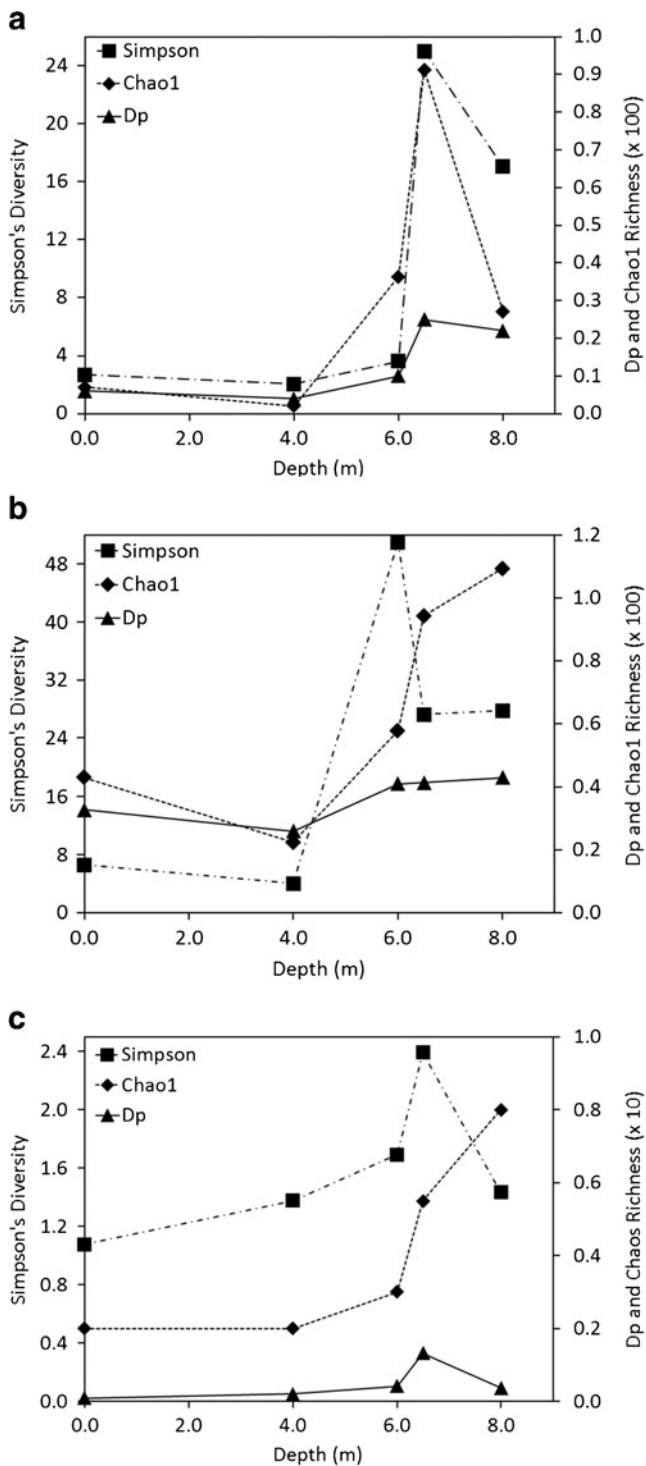 a
Simpson
Chao1
Dp
24
20
16
12
8
4
0
Simpson's Diversity
1.0
0.9
0.8
0.7
0.6
0.5
0.4
0.3
0.2
0.1
0.0
Dp and Chao1 Richness (x 100)
0.0 2.0 4.0 6.0 8.0
Depth (m)
b
Simpson
Chao1
Dp
48
40
32
24
16
8
0
Simpson's Diversity
1.2
1.0
0.8
0.6
0.4
0.2
0.0
Dp and Chao1 Richness (x 100)
0.0 2.0 4.0 6.0 8.0
Depth (m)
c
Simpson
Chao1
Dp
2.4
2.0
1.6
1.2
0.8
0.4
0.0
Simpson's Diversity
1.0
0.8
0.6
0.4
0.2
0.0
Dp and Chaos Richness (x 10)
0.0 2.0 4.0 6.0 8.0
Depth (m)